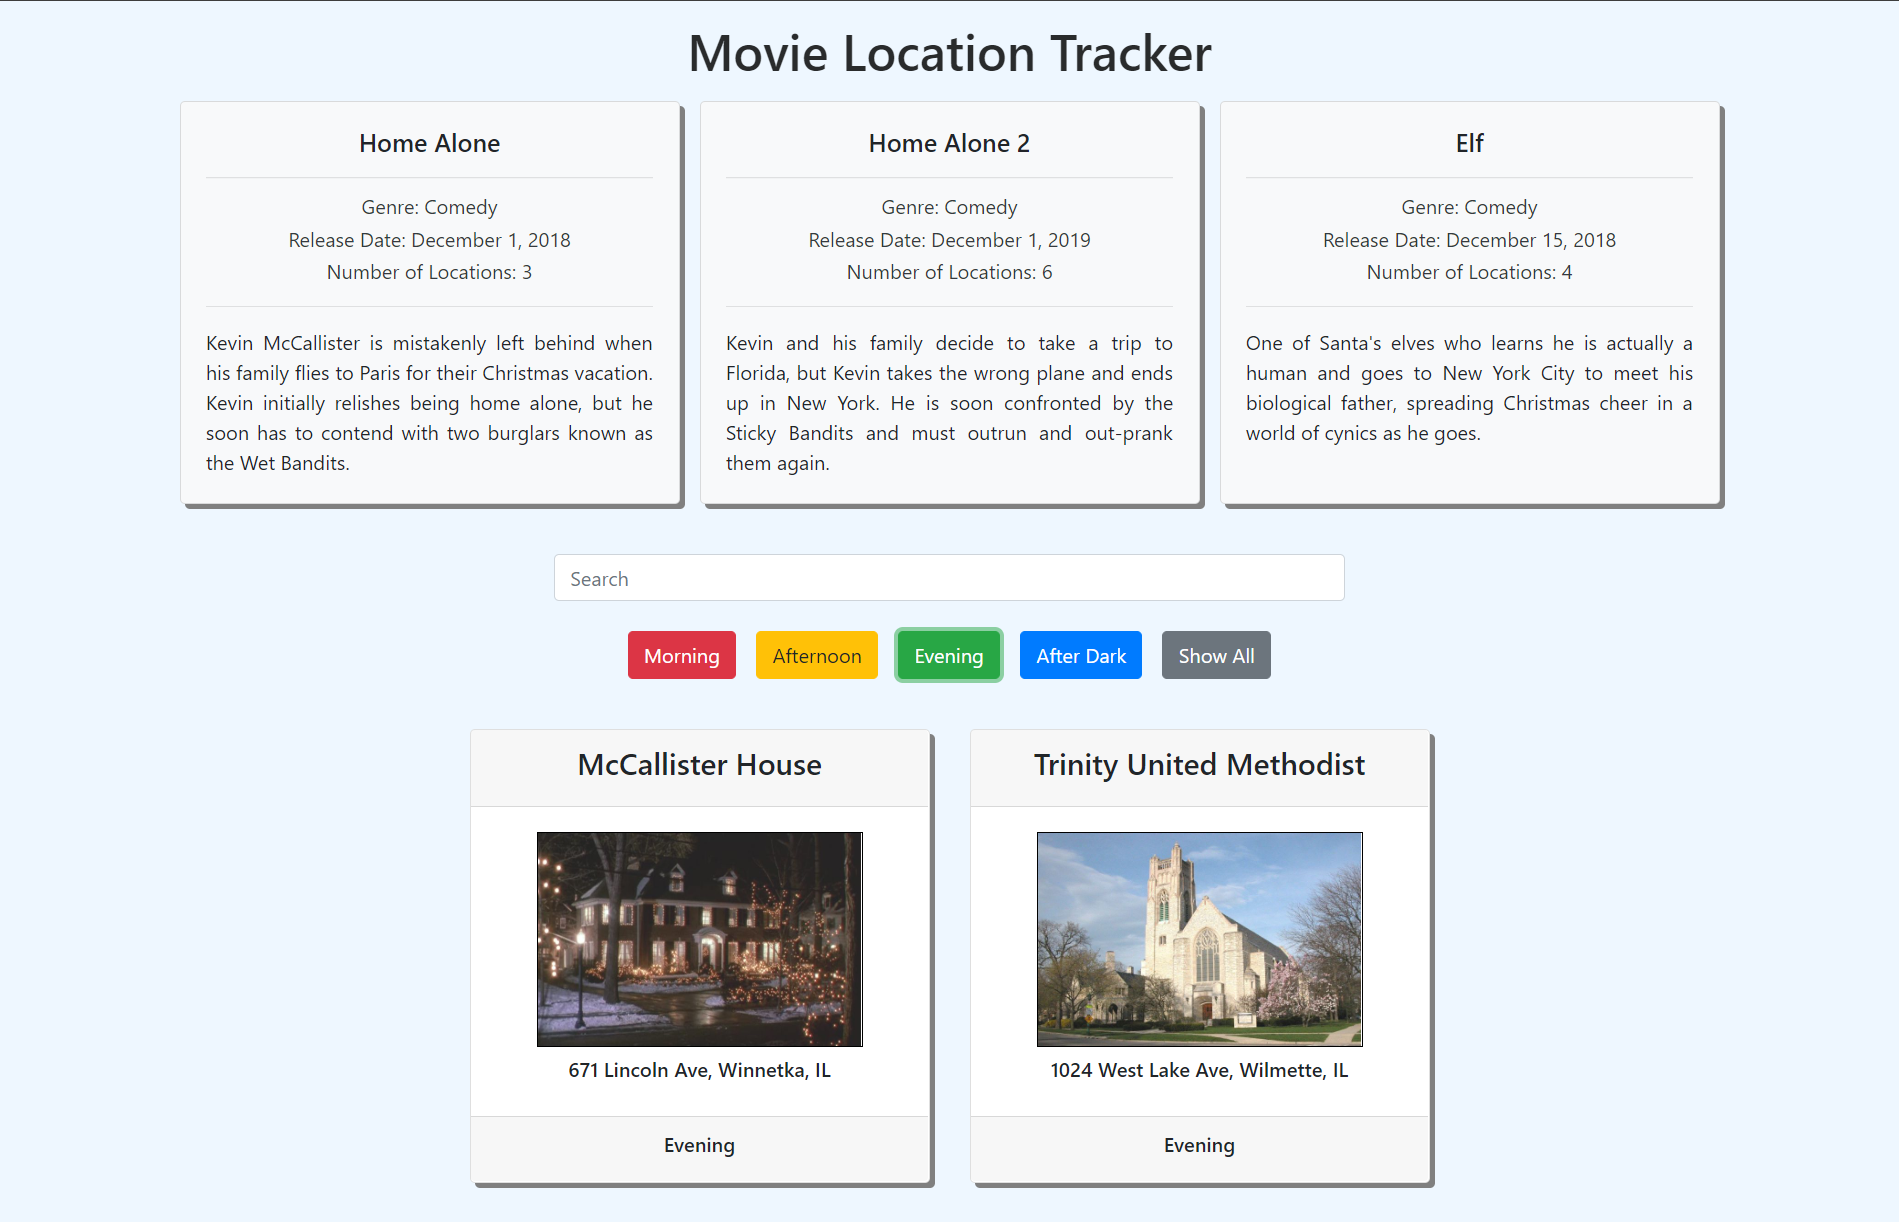 Movie Location Tracker
Home Alone
Genre: Comedy
Release Date: December 1, 2018
Number of Locations: 3
Kevin McCallister is mistakenly left behind when
his family flies to Paris for their Christmas vacation.
Kevin initially relishes being home alone, but he
soon has to contend with two burglars known as
the Wet Bandits.
Home Alone 2
Genre: Comedy
Release Date: December 1, 2019
Number of Locations: 6
Kevin and his family decide to take a trip to
Florida, but Kevin takes the wrong plane and ends
up in New York. He is soon confronted by the
Sticky Bandits and must outrun and out-prank
them again.
Elf
Genre: Comedy
Release Date: December 15, 2018
Number of Locations: 4
One of Santa's elves who learns he is actually a
human and goes to New York City to meet his
biological father, spreading Christmas cheer in a
world of cynics as he goes.
Search
Morning
Afternoon
Evening
After Dark
Show All
McCallister House
671 Lincoln Ave, Winnetka, IL
Evening
Trinity United Methodist
1024 West Lake Ave, Wilmette, IL
Evening